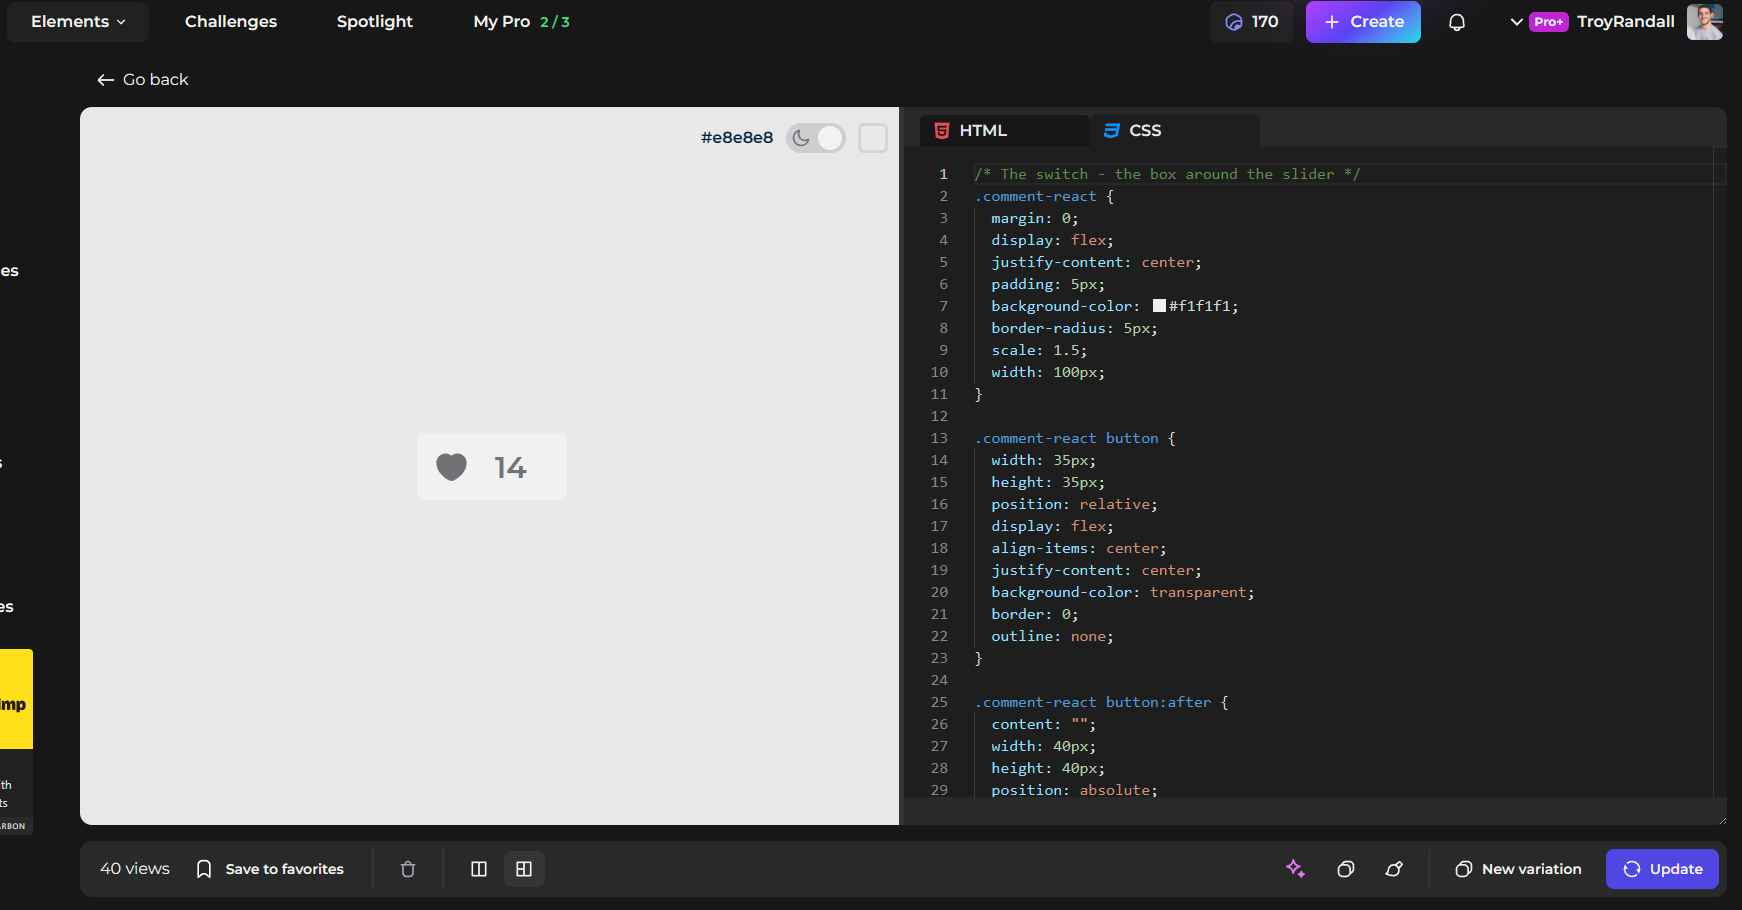 Elements
Challenges
Spotlight
My Pro 2 / 3
170
+ Create
Pro+
TroyRandall
← Go back
#e8e8e8
HTML
CSS
es
s
es
imp
ith
ts
ARBON
14
1 /* The switch - the box around the slider */
2 .comment-react {
3 margin: 0;
4 display: flex;
5 justify-content: center;
6 padding: 5px;
7 background-color: #f1f1f1;
8 border-radius: 5px;
9 scale: 1.5;
10 width: 100px;
11 }
12
13 .comment-react button {
14 width: 35px;
15 height: 35px;
16 position: relative;
17 display: flex;
18 align-items: center;
19 justify-content: center;
20 background-color: transparent;
21 border: 0;
22 outline: none;
23 }
24
25 .comment-react button:after {
26 content: "";
27 width: 40px;
28 height: 40px;
29 position: absolute;
40 views
Save to favorites
New variation
Update